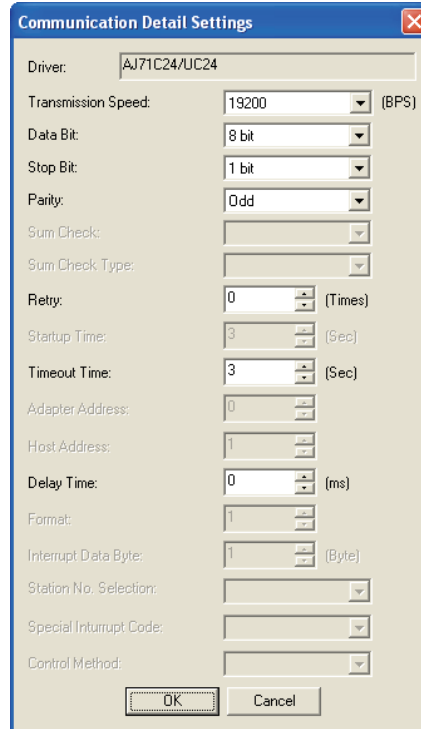 Communication Detail Settings
Driver: AJ71C24/UC24
Transmission Speed: 19200 (BPS)
Data Bit: 8 bit
Stop Bit: 1 bit
Parity: Odd
Sum Check:
Sum Check Type:
Retry: 0 (Times)
Startup Time: 3 (Sec)
Timeout Time: 3 (Sec)
Adapter Address: 0
Host Address: 1
Delay Time: 0 (ms)
Format: 1
Interrupt Data Byte: 1 (Byte)
Station No. Selection:
Special Inturrupt Code:
Control Method:
OK Cancel